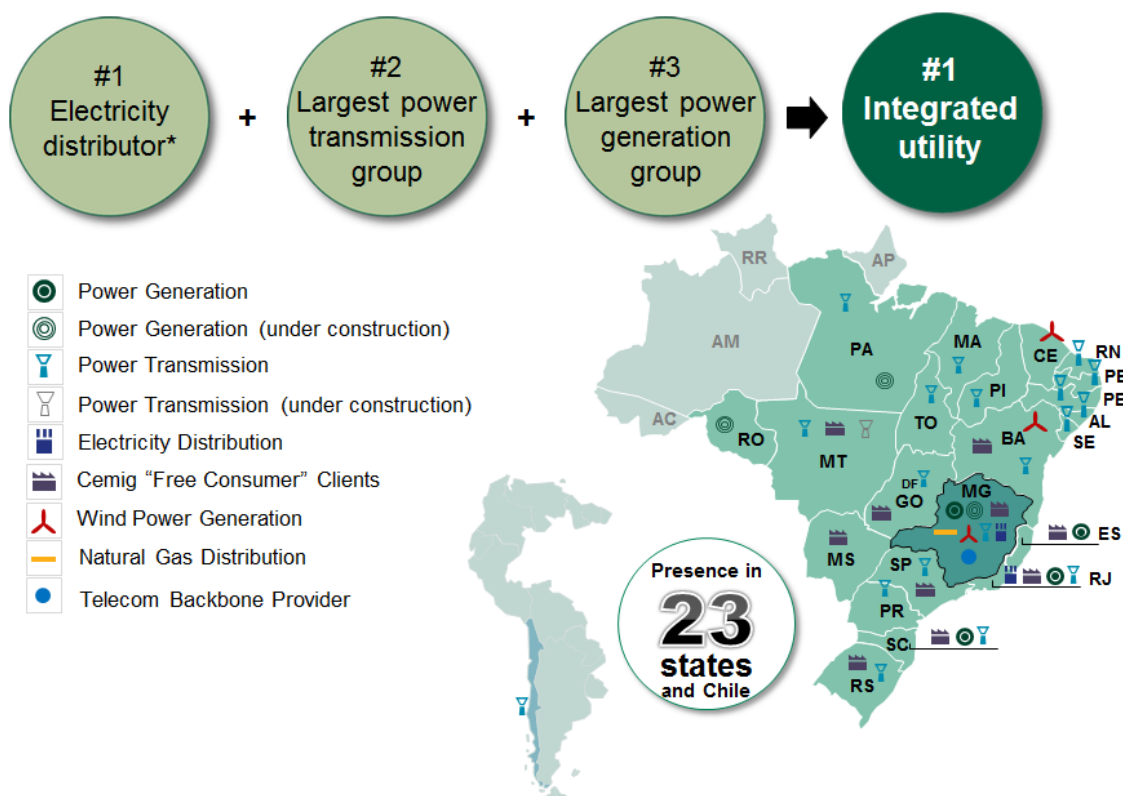 #1
Electricity
distributor*
+
#2
Largest power
transmission
group
+
#3
Largest power
generation
group
#1
Integrated
utility
Power Generation
Power Generation (under construction)
Power Transmission
Power Transmission (under construction)
Electricity Distribution
Cemig “Free Consumer” Clients
Wind Power Generation
Natural Gas Distribution
Telecom Backbone Provider
RR
AP
AM
PA
MA
CE
RN
PB
PE
PI
AL
SE
AC
RO
TO
BA
MT
DF
GO
MG
ES
MS
SP
RJ
PR
SC
RS
Presence in
23
states
and Chile